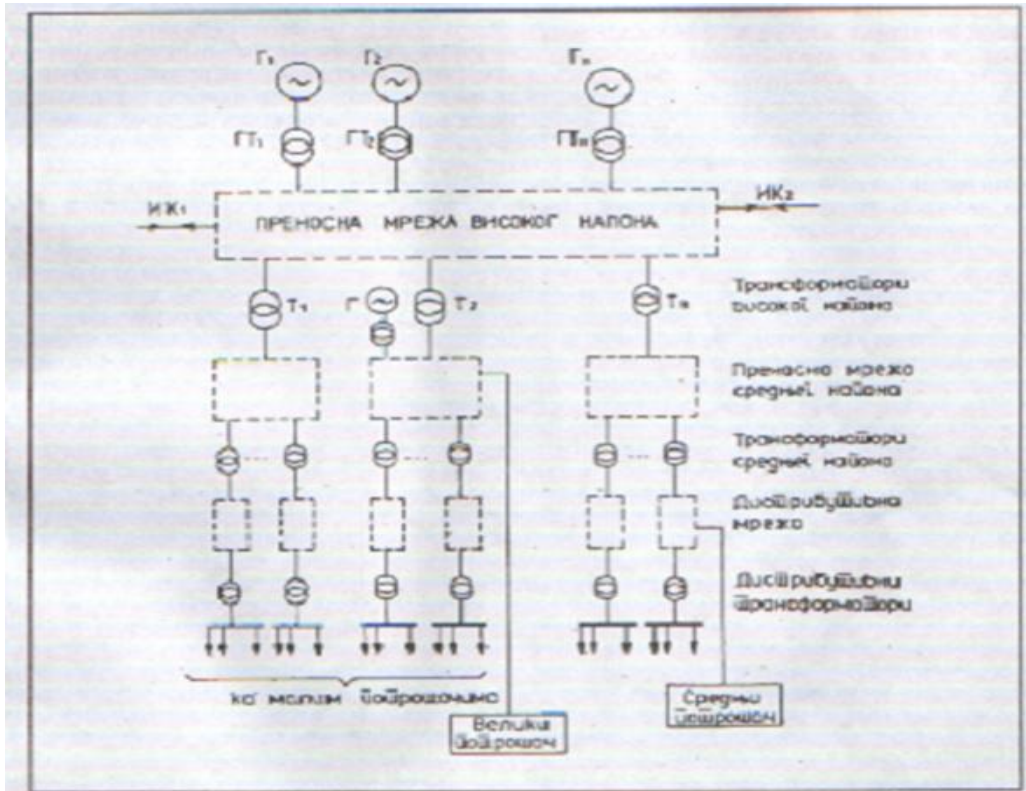 Г₁ Г₂ Гₙ
ГТ₁ ГТ₂ ГТₙ
ИК₁ ИК₂
ПРЕНОСНА МРЕЖА ВИСОКОГ НАПОНА
Т₁ Г Т₂ Тₙ
Трансформатори
високог напона
Преносна мрежа
средњег напона
Трансформатори
средњег напона
Дистрибутивна
мрежа
Дистрибутивни
трансформатори
ка малим потрошачима
Велики
потрошач
Средњи
потрошач